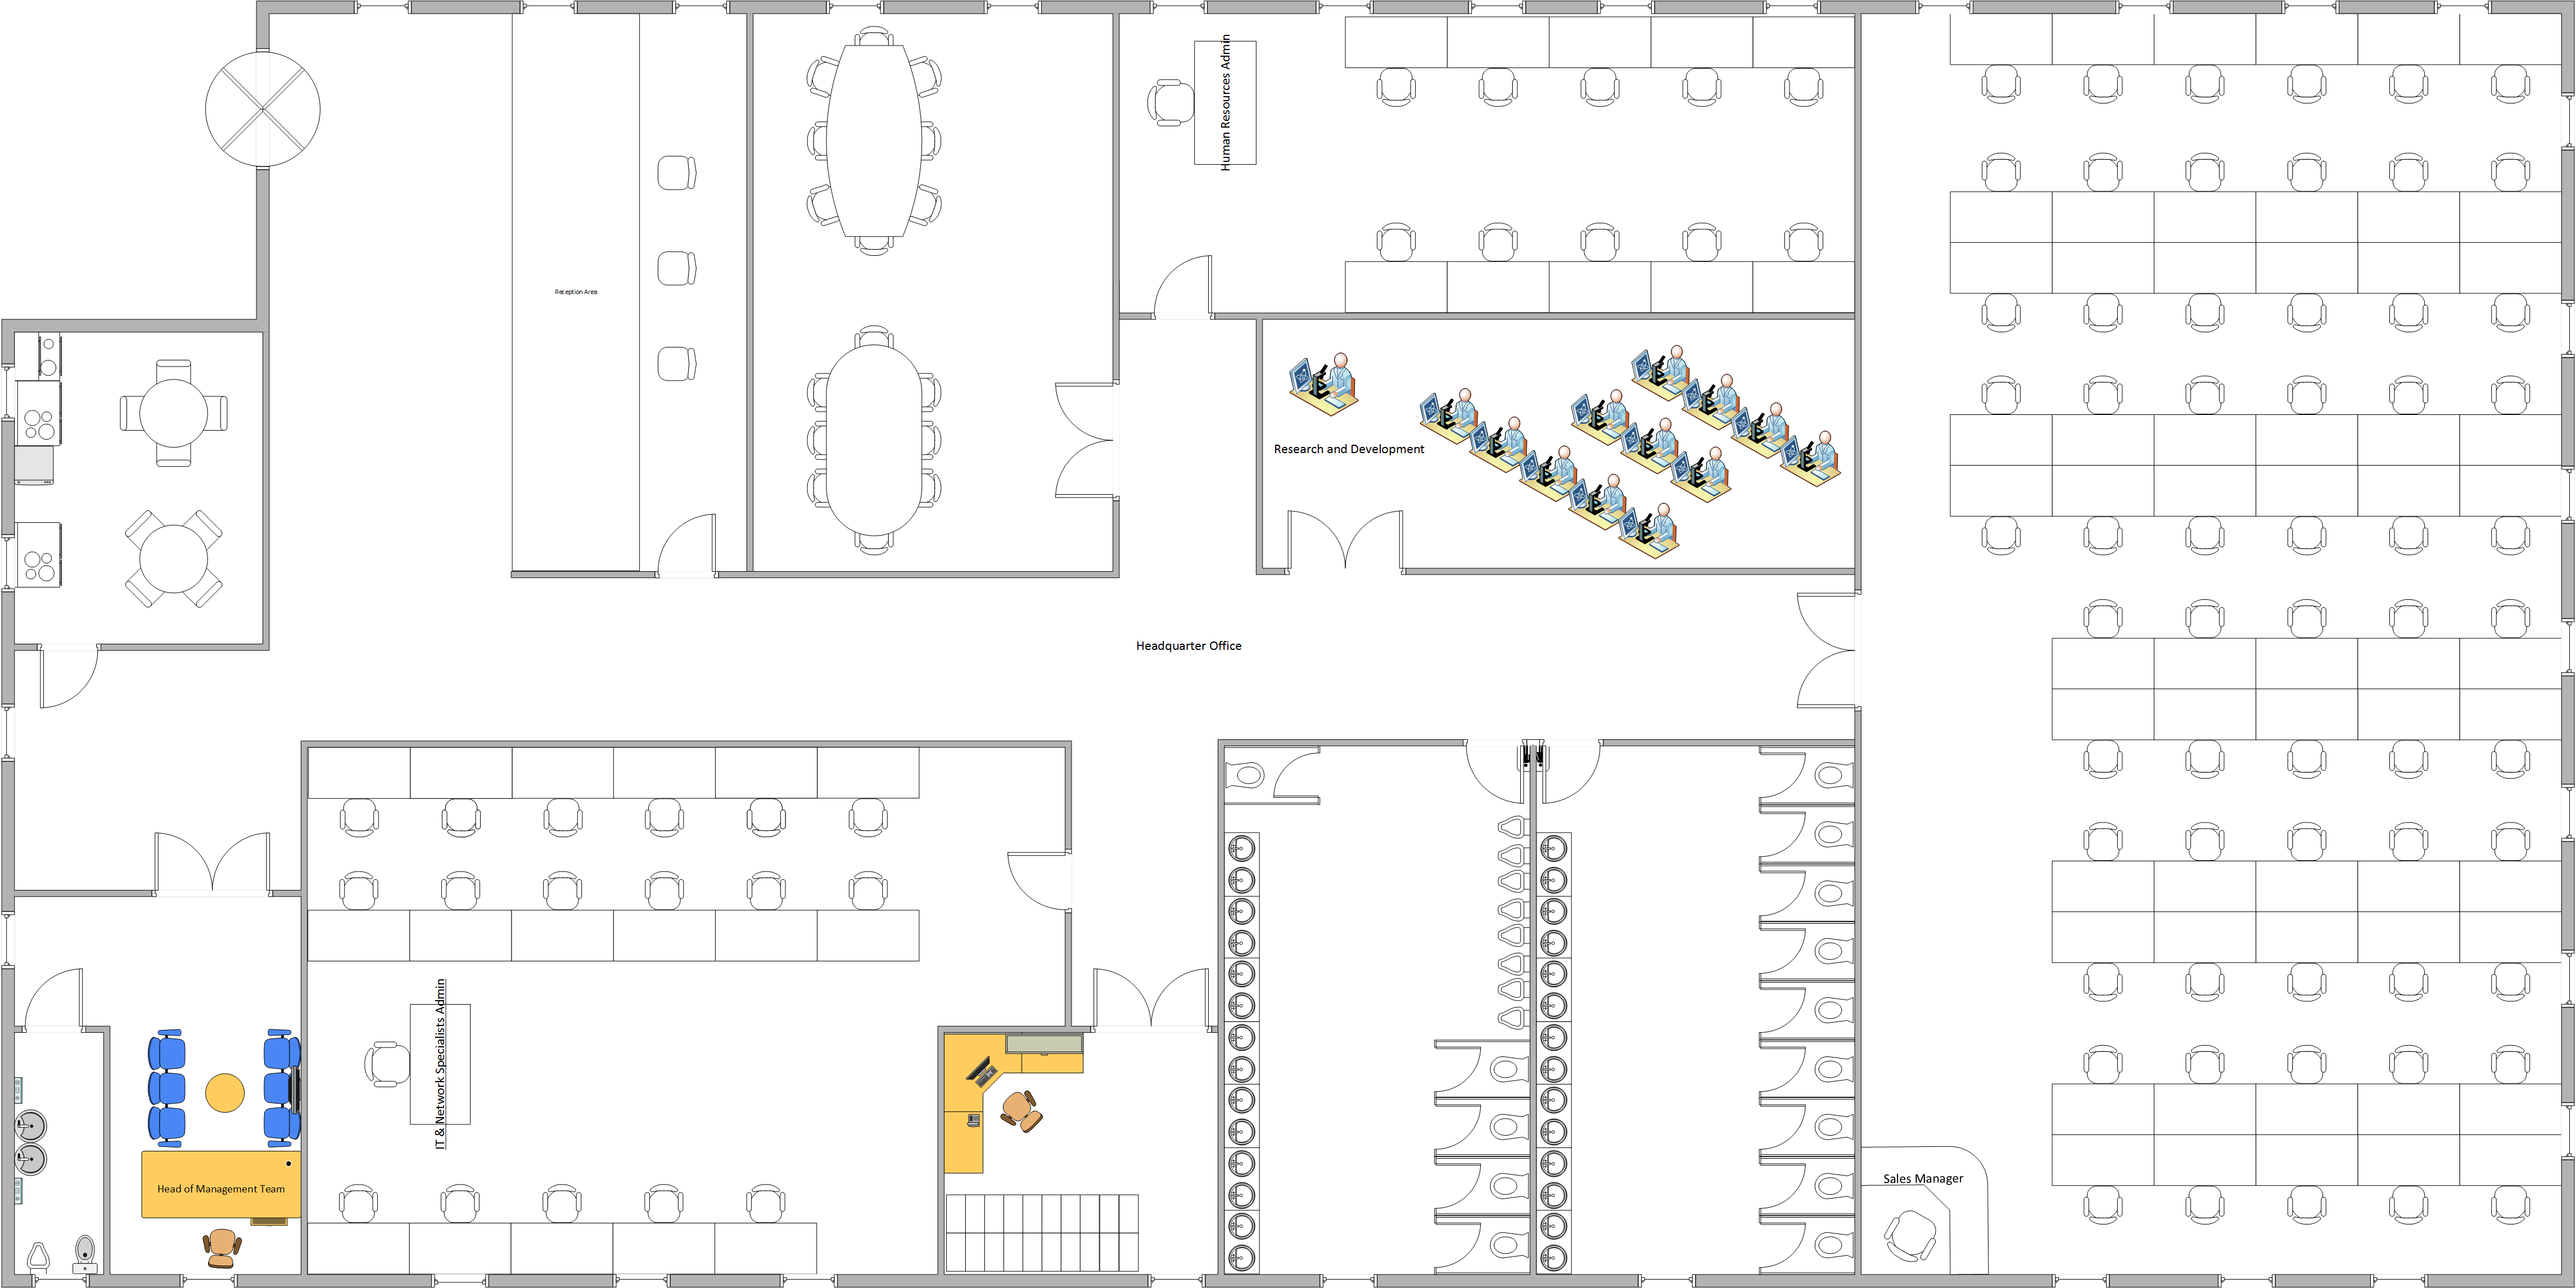 Human Resources Admin
Reception Area
Research and Development
Headquarter Office
IT & Network Specialists Admin
Sales Manager
Head of Management Team